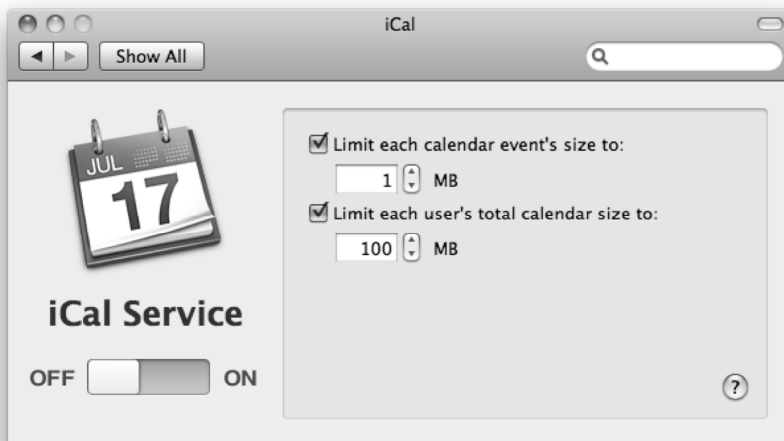 iCal
Show All
JUL
17
Limit each calendar event's size to:
1 MB
Limit each user's total calendar size to:
100 MB
iCal Service
OFF ON
?